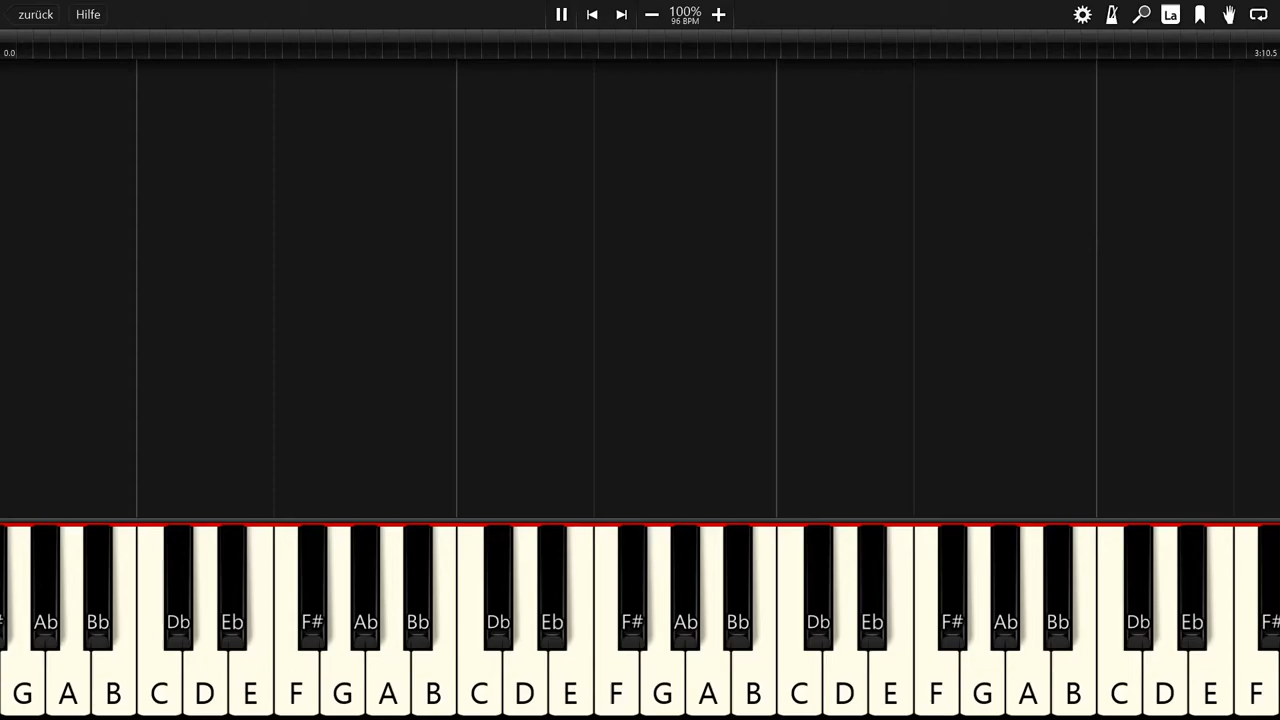 zurück Hilfe 100% La
96 BPM
0.0 3:10.5
# Ab Bb Db Eb F# Ab Bb Db Eb F# Ab Bb Db Eb F# Ab Bb Db Eb F#
G A B C D E F G A B C D E F G A B C D E F G A B C D E F